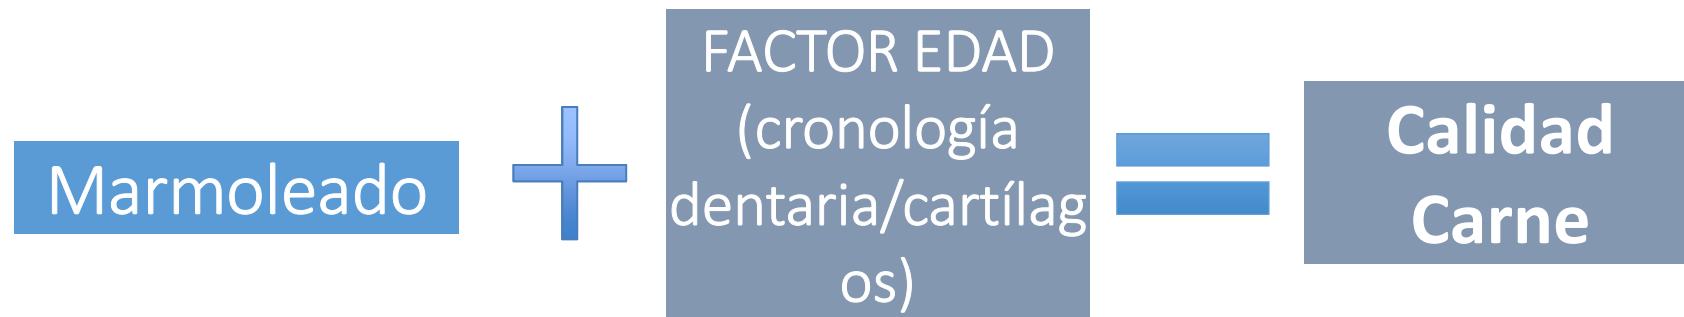 Marmoleado
FACTOR EDAD
(cronología
dentaria/cartílag
os)
Calidad
Carne